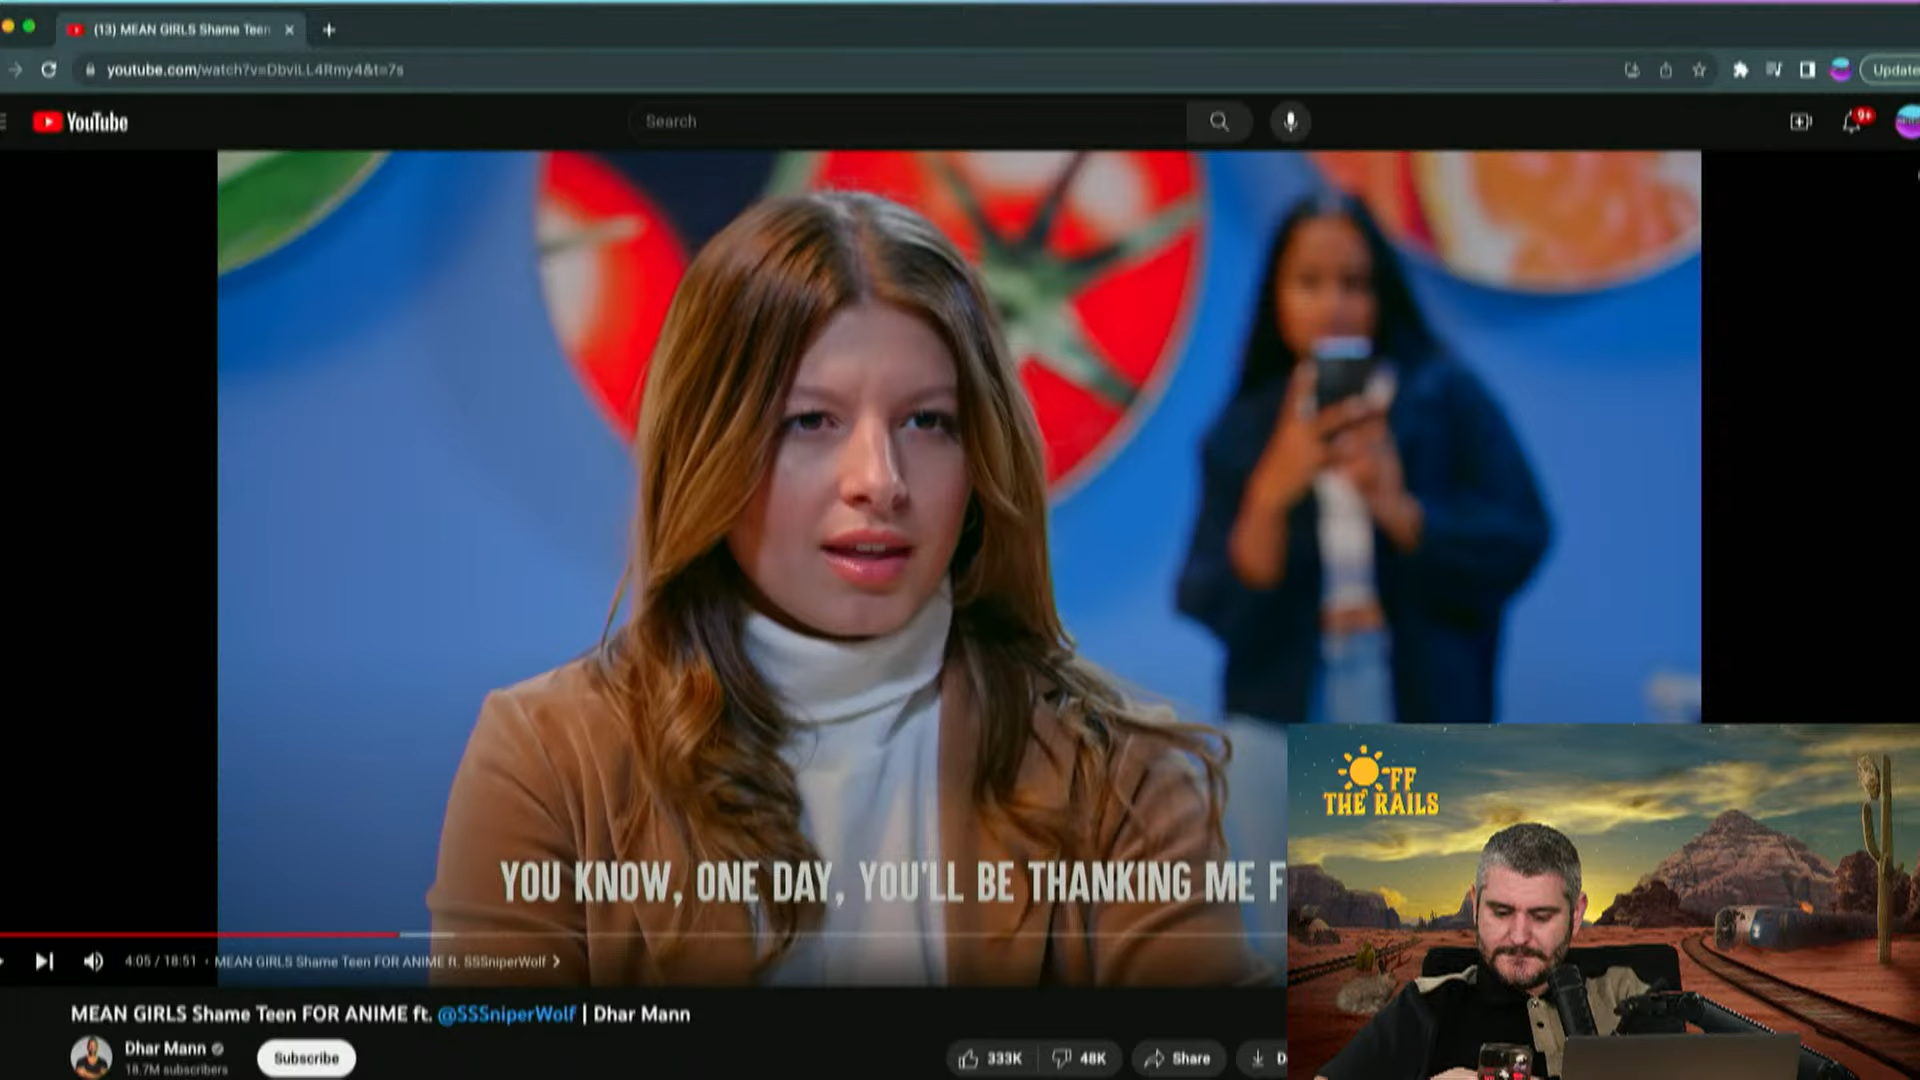 (13) MEAN GIRLS Shame Teen
youtube.com/watch?v=DbviLL4Rmy4&t=7s
Update
YouTube
Search
9+
YOU KNOW, ONE DAY, YOU'LL BE THANKING ME F
OFF
THE RAILS
4:05 / 18:51 • MEAN GIRLS Shame Teen FOR ANIME ft. SSSniperWolf
MEAN GIRLS Shame Teen FOR ANIME ft. @SSSniperWolf | Dhar Mann
Dhar Mann
18.7M subscribers
Subscribe
333K
48K
Share
D